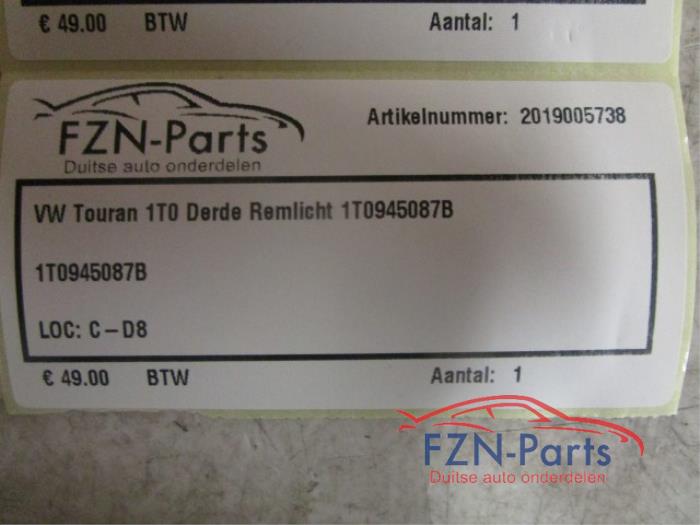 € 49.00 BTW Aantal: 1
FZN-Parts
Duitse auto onderdelen
Artikelnummer: 2019005738
VW Touran 1T0 Derde Remlicht 1T0945087B
1T0945087B
LOC: C-D8
€ 49.00 BTW Aantal: 1
FZN-Parts
Duitse auto onderdelen